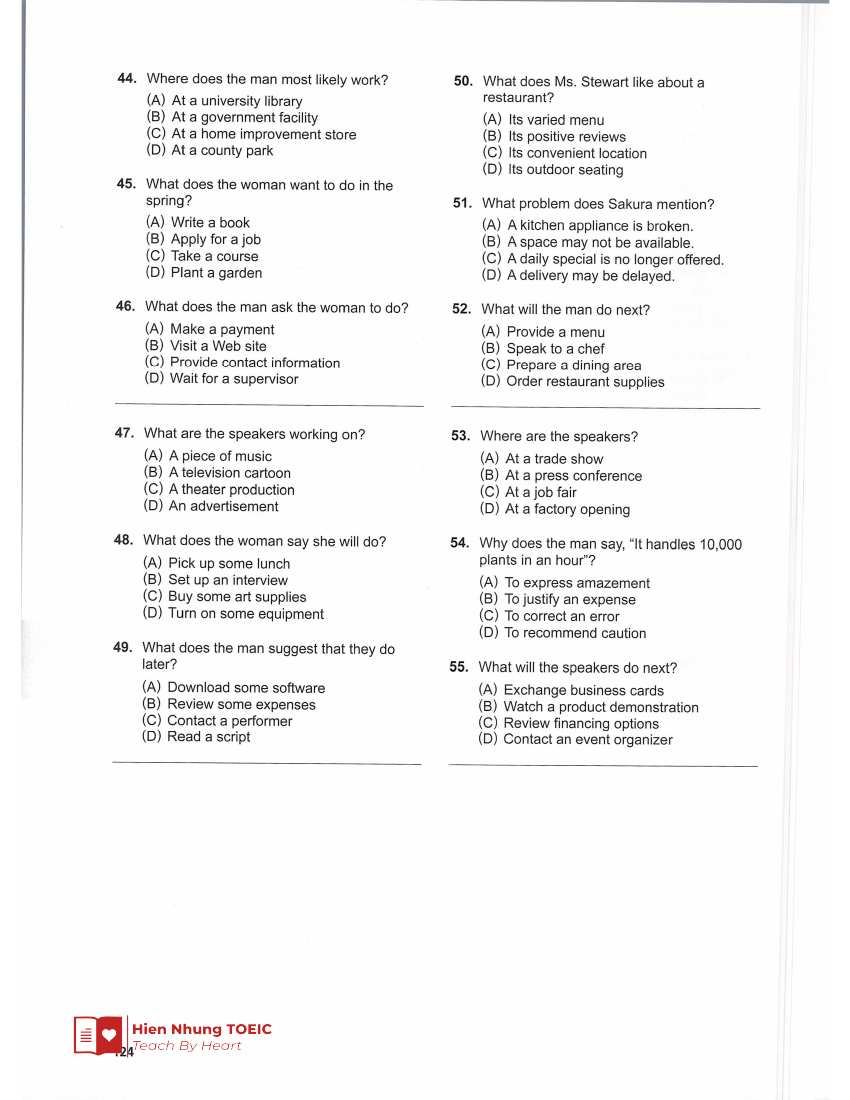 44. Where does the man most likely work?
(A) At a university library
(B) At a government facility
(C) At a home improvement store
(D) At a county park
45. What does the woman want to do in the
spring?
(A) Write a book
(B) Apply for a job
(C) Take a course
(D) Plant a garden
46. What does the man ask the woman to do?
(A) Make a payment
(B) Visit a Web site
(C) Provide contact information
(D) Wait for a supervisor
47. What are the speakers working on?
(A) A piece of music
(B) A television cartoon
(C) A theater production
(D) An advertisement
48. What does the woman say she will do?
(A) Pick up some lunch
(B) Set up an interview
(C) Buy some art supplies
(D) Turn on some equipment
49. What does the man suggest that they do
later?
(A) Download some software
(B) Review some expenses
(C) Contact a performer
(D) Read a script
50. What does Ms. Stewart like about a
restaurant?
(A) Its varied menu
(B) Its positive reviews
(C) Its convenient location
(D) Its outdoor seating
51. What problem does Sakura mention?
(A) A kitchen appliance is broken.
(B) A space may not be available.
(C) A daily special is no longer offered.
(D) A delivery may be delayed.
52. What will the man do next?
(A) Provide a menu
(B) Speak to a chef
(C) Prepare a dining area
(D) Order restaurant supplies
53. Where are the speakers?
(A) At a trade show
(B) At a press conference
(C) At a job fair
(D) At a factory opening
54. Why does the man say, “It handles 10,000
plants in an hour”?
(A) To express amazement
(B) To justify an expense
(C) To correct an error
(D) To recommend caution
55. What will the speakers do next?
(A) Exchange business cards
(B) Watch a product demonstration
(C) Review financing options
(D) Contact an event organizer
Hien Nhung TOEIC
Teach By Heart